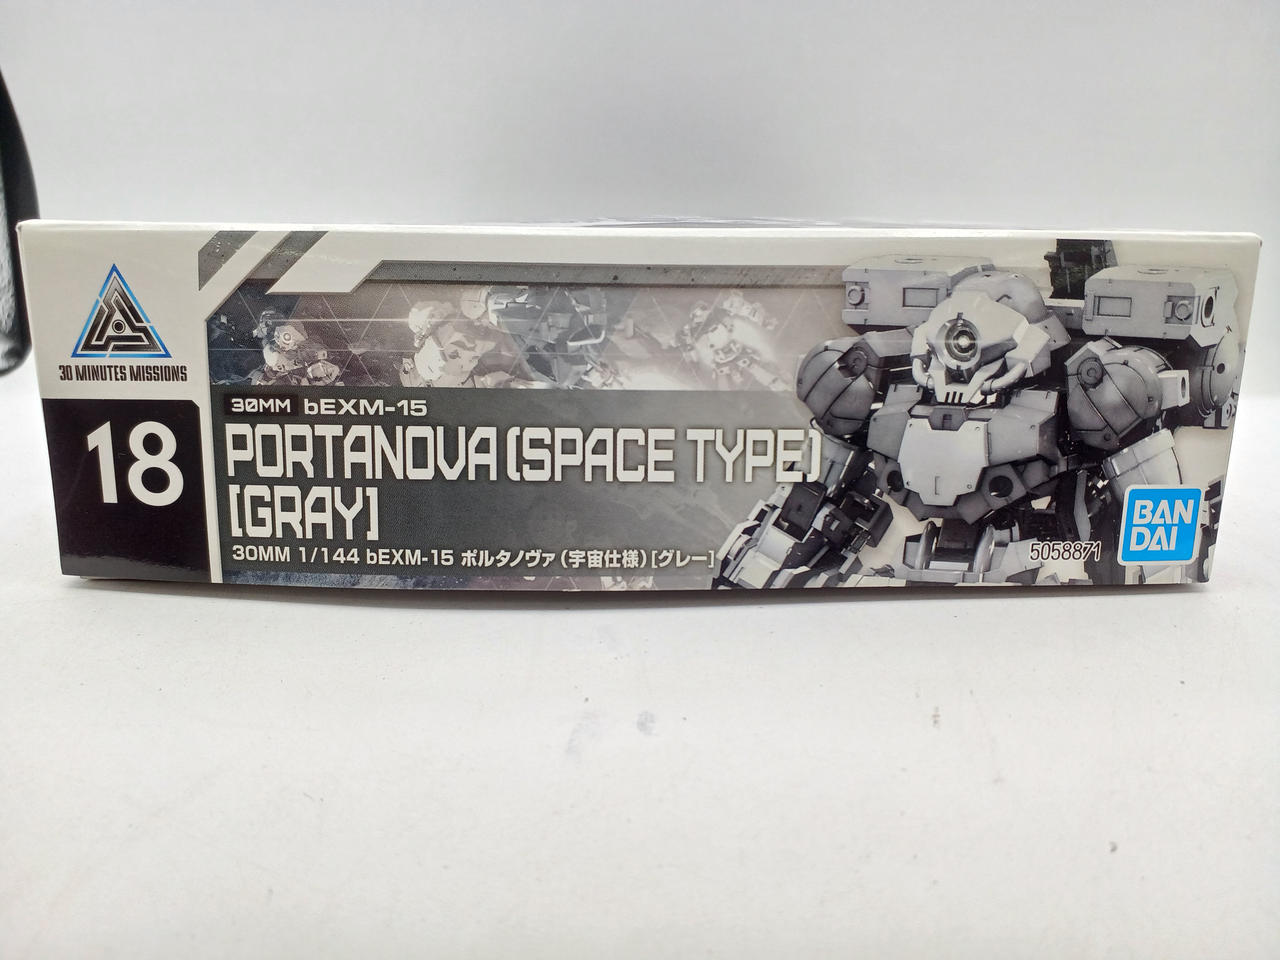 30 MINUTES MISSIONS
18
30MM bEXM-15
PORTANOVA (SPACE TYPE)
[GRAY]
30MM 1/144 bEXM-15 ポルタノヴァ (宇宙仕様) [グレー]
5058871
BAN
DAI